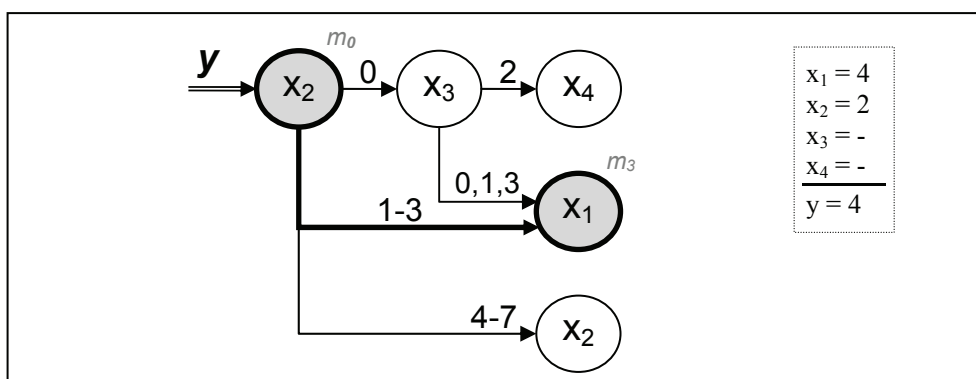 m₀
y
x₂ 0 x₃ 2 x₄
x₁ = 4
x₂ = 2
x₃ = -
x₄ = -
y = 4
m₃
0,1,3
1-3
x₁
4-7
x₂